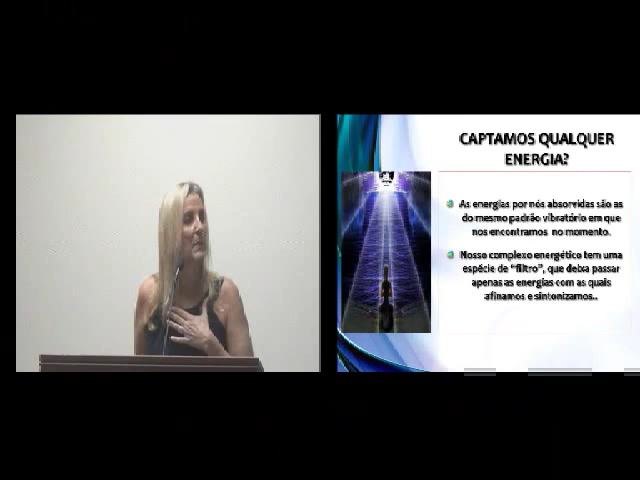 CAPTAMOS QUALQUER
ENERGIA?
As energias por nós absorvidas são as
do mesmo padrão vibratório em que
nos encontramos no momento.
Nosso complexo energético tem uma
espécie de "filtro", que deixa passar
apenas as energias com as quais
afinamos e sintonizamos..